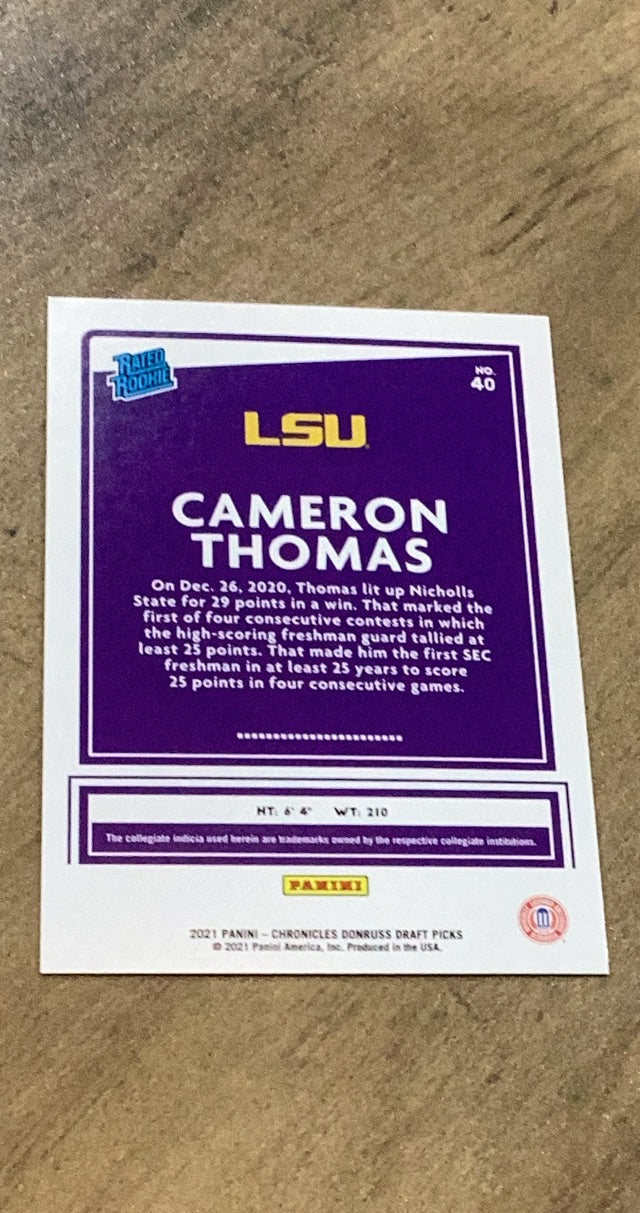 RATED
ROOKIE
NO.
40
LSU
CAMERON
THOMAS
On Dec. 26, 2020, Thomas lit up Nicholls
State for 29 points in a win. That marked the
first of four consecutive contests in which
the high-scoring freshman guard tallied at
least 25 points. That made him the first SEC
freshman in at least 25 years to score
25 points in four consecutive games.
HT: 6' 4" WT: 210
The collegiate indicia used herein are trademarks owned by the respective collegiate institutions.
PANINI
2021 PANINI – CHRONICLES DONRUSS DRAFT PICKS
© 2021 Panini America, Inc. Produced in the USA.